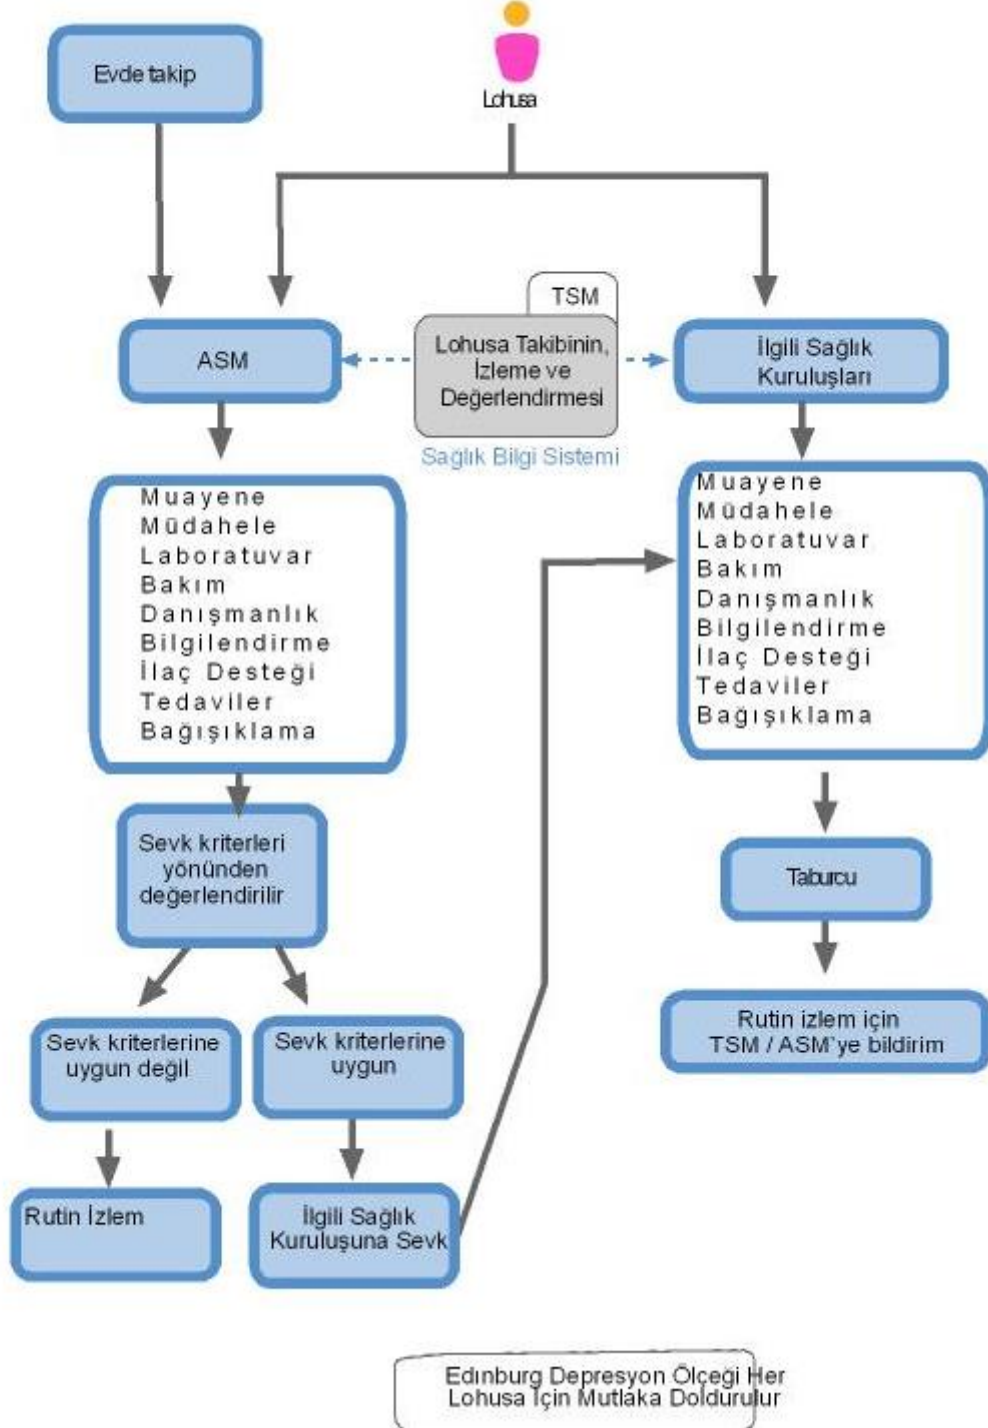 Evde takip
Lohusa
TSM
ASM
Lohusa Takibinin,
İzleme ve
Değerlendirmesi
Sağlık Bilgi Sistemi
İlgili Sağlık
Kuruluşları
Muayene
Müdahele
Laboratuvar
Bakım
Danışmanlık
Bilgilendirme
İlaç Desteği
Tedaviler
Bağışıklama
Muayene
Müdahele
Laboratuvar
Bakım
Danışmanlık
Bilgilendirme
İlaç Desteği
Tedaviler
Bağışıklama
Sevk kriterleri
yönünden
değerlendirilir
Taburcu
Sevk kriterlerine
uygun değil
Sevk kriterlerine
uygun
Rutin izlem için
TSM / ASM'ye bildirim
Rutin İzlem
İlgili Sağlık
Kuruluşuna Sevk
Edınburg Depresyon Ölçeği Her
Lohusa İçin Mutlaka Doldurulur